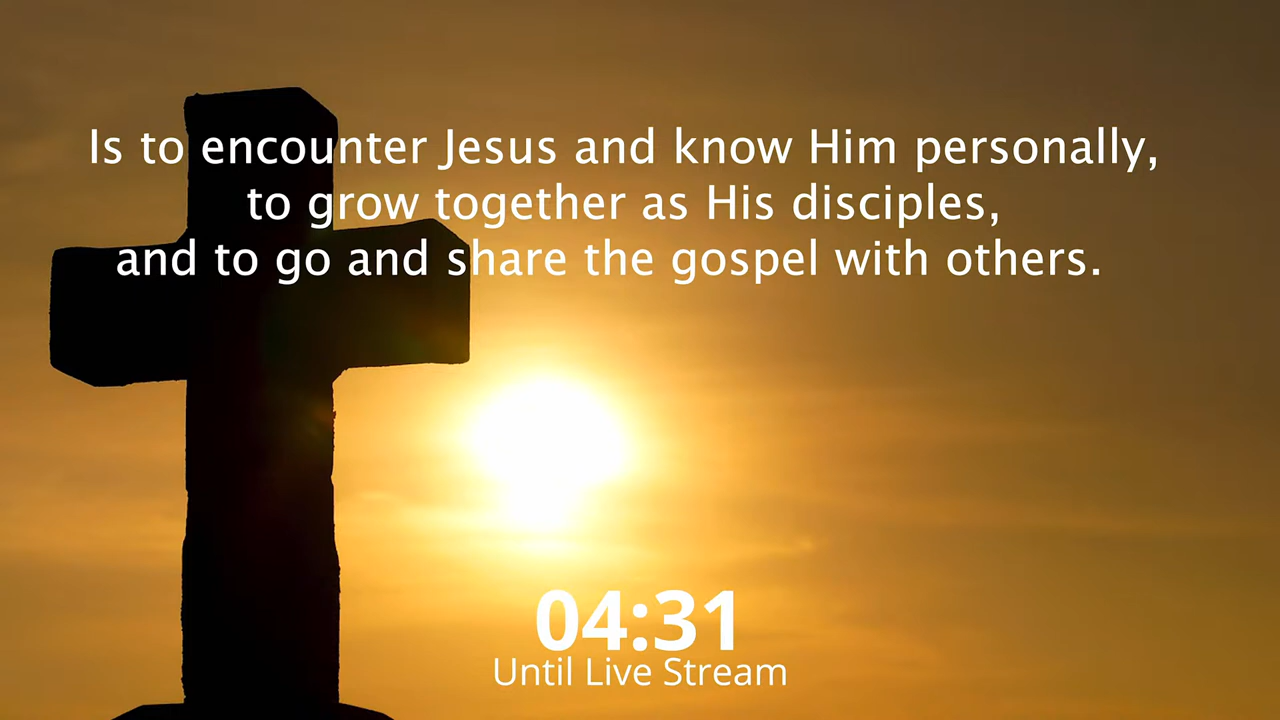 Is to encounter Jesus and know Him personally,
to grow together as His disciples,
and to go and share the gospel with others.
04:31
Until Live Stream